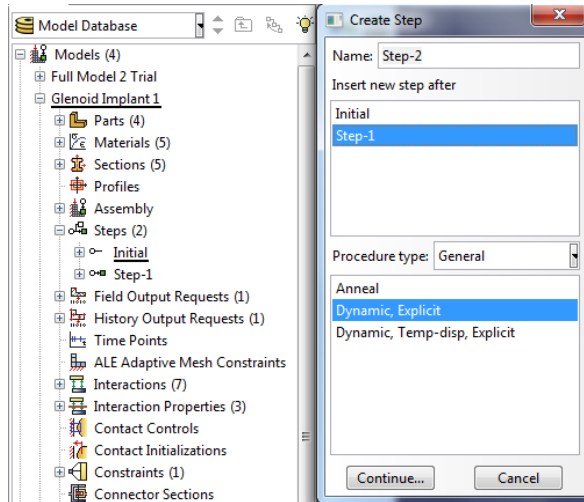 Model Database
Models (4)
Full Model 2 Trial
Glenoid Implant 1
Parts (4)
Materials (5)
Sections (5)
Profiles
Assembly
Steps (2)
Initial
Step-1
Field Output Requests (1)
History Output Requests (1)
Time Points
ALE Adaptive Mesh Constraints
Interactions (7)
Interaction Properties (3)
Contact Controls
Contact Initializations
Constraints (1)
Connector Sections
Create Step
Name: Step-2
Insert new step after
Initial
Step-1
Procedure type: General
Anneal
Dynamic, Explicit
Dynamic, Temp-disp, Explicit
Continue... Cancel